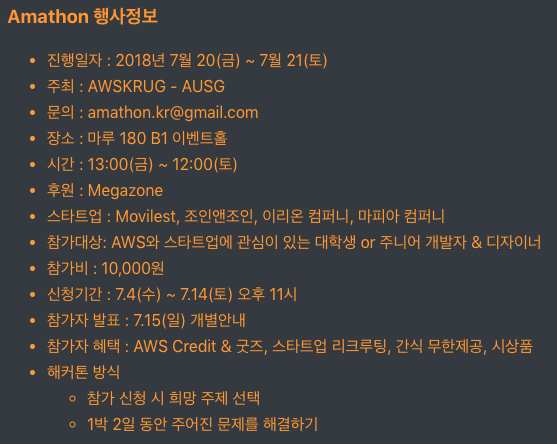 Amathon 행사정보
진행일자 : 2018년 7월 20(금) ~ 7월 21(토)
주최 : AWSKRUG - AUSG
문의 : amathon.kr@gmail.com
장소 : 마루 180 B1 이벤트홀
시간 : 13:00(금) ~ 12:00(토)
후원 : Megazone
스타트업 : Movilest, 조인앤조인, 이리온 컴퍼니, 마피아 컴퍼니
참가대상: AWS와 스타트업에 관심이 있는 대학생 or 주니어 개발자 & 디자이너
참가비 : 10,000원
신청기간 : 7.4(수) ~ 7.14(토) 오후 11시
참가자 발표 : 7.15(일) 개별안내
참가자 혜택 : AWS Credit & 굿즈, 스타트업 리크루팅, 간식 무한제공, 시상품
해커톤 방식
참가 신청 시 희망 주제 선택
1박 2일 동안 주어진 문제를 해결하기